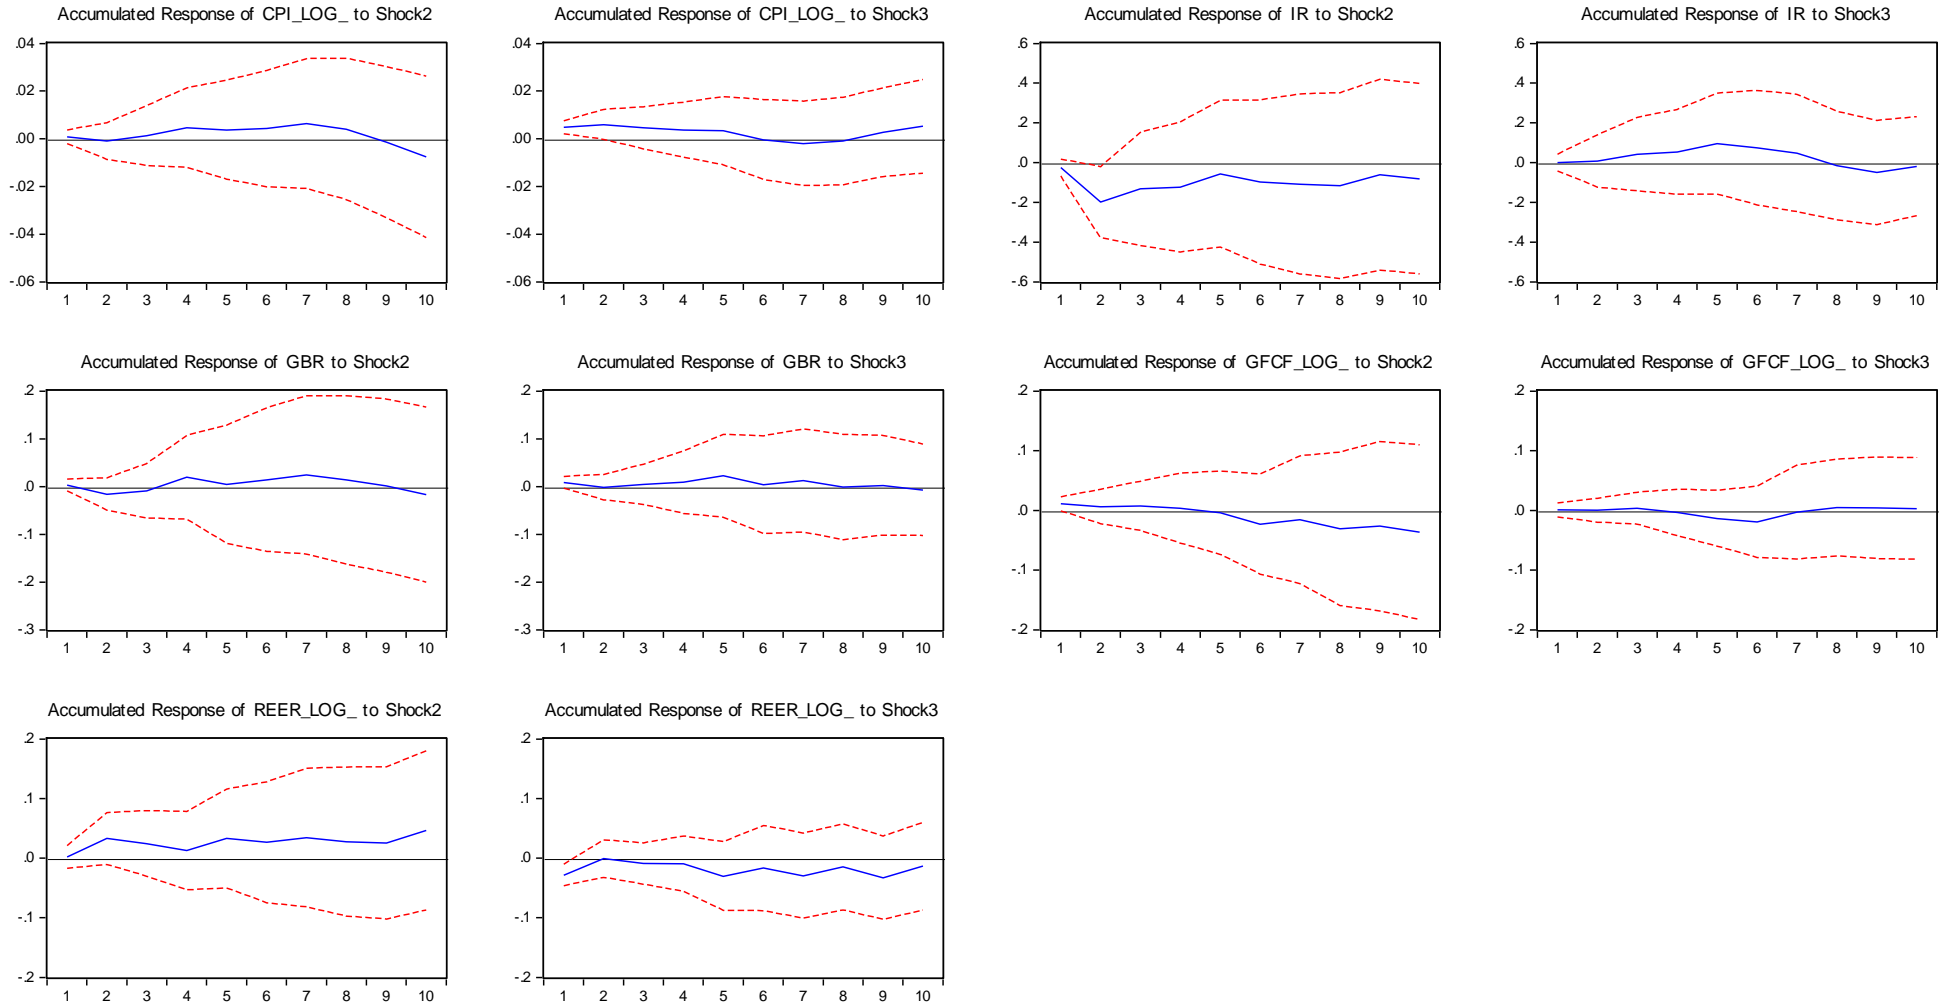 Accumulated Response of CPI_LOG_ to Shock2
.04
.02
.00
-.02
-.04
-.06
1 2 3 4 5 6 7 8 9 10
Accumulated Response of CPI_LOG_ to Shock3
.04
.02
.00
-.02
-.04
-.06
1 2 3 4 5 6 7 8 9 10
Accumulated Response of IR to Shock2
.6
.4
.2
.0
-.2
-.4
-.6
1 2 3 4 5 6 7 8 9 10
Accumulated Response of IR to Shock3
.6
.4
.2
.0
-.2
-.4
-.6
1 2 3 4 5 6 7 8 9 10
Accumulated Response of GBR to Shock2
.2
.1
.0
-.1
-.2
-.3
1 2 3 4 5 6 7 8 9 10
Accumulated Response of GBR to Shock3
.2
.1
.0
-.1
-.2
-.3
1 2 3 4 5 6 7 8 9 10
Accumulated Response of GFCF_LOG_ to Shock2
.2
.1
.0
-.1
-.2
1 2 3 4 5 6 7 8 9 10
Accumulated Response of GFCF_LOG_ to Shock3
.2
.1
.0
-.1
-.2
1 2 3 4 5 6 7 8 9 10
Accumulated Response of REER_LOG_ to Shock2
.2
.1
.0
-.1
-.2
1 2 3 4 5 6 7 8 9 10
Accumulated Response of REER_LOG_ to Shock3
.2
.1
.0
-.1
-.2
1 2 3 4 5 6 7 8 9 10